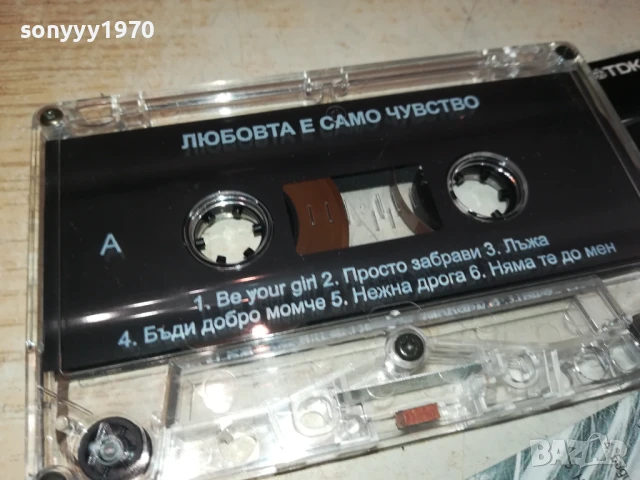 sonyyy1970
TDK
ЛЮБОВТА Е САМО ЧУВСТВО
A
1. Be your girl 2. Просто забрави 3. Лъжа
4. Бъди добро момче 5. Нежна дрога 6. Няма те до мен
BAZAR